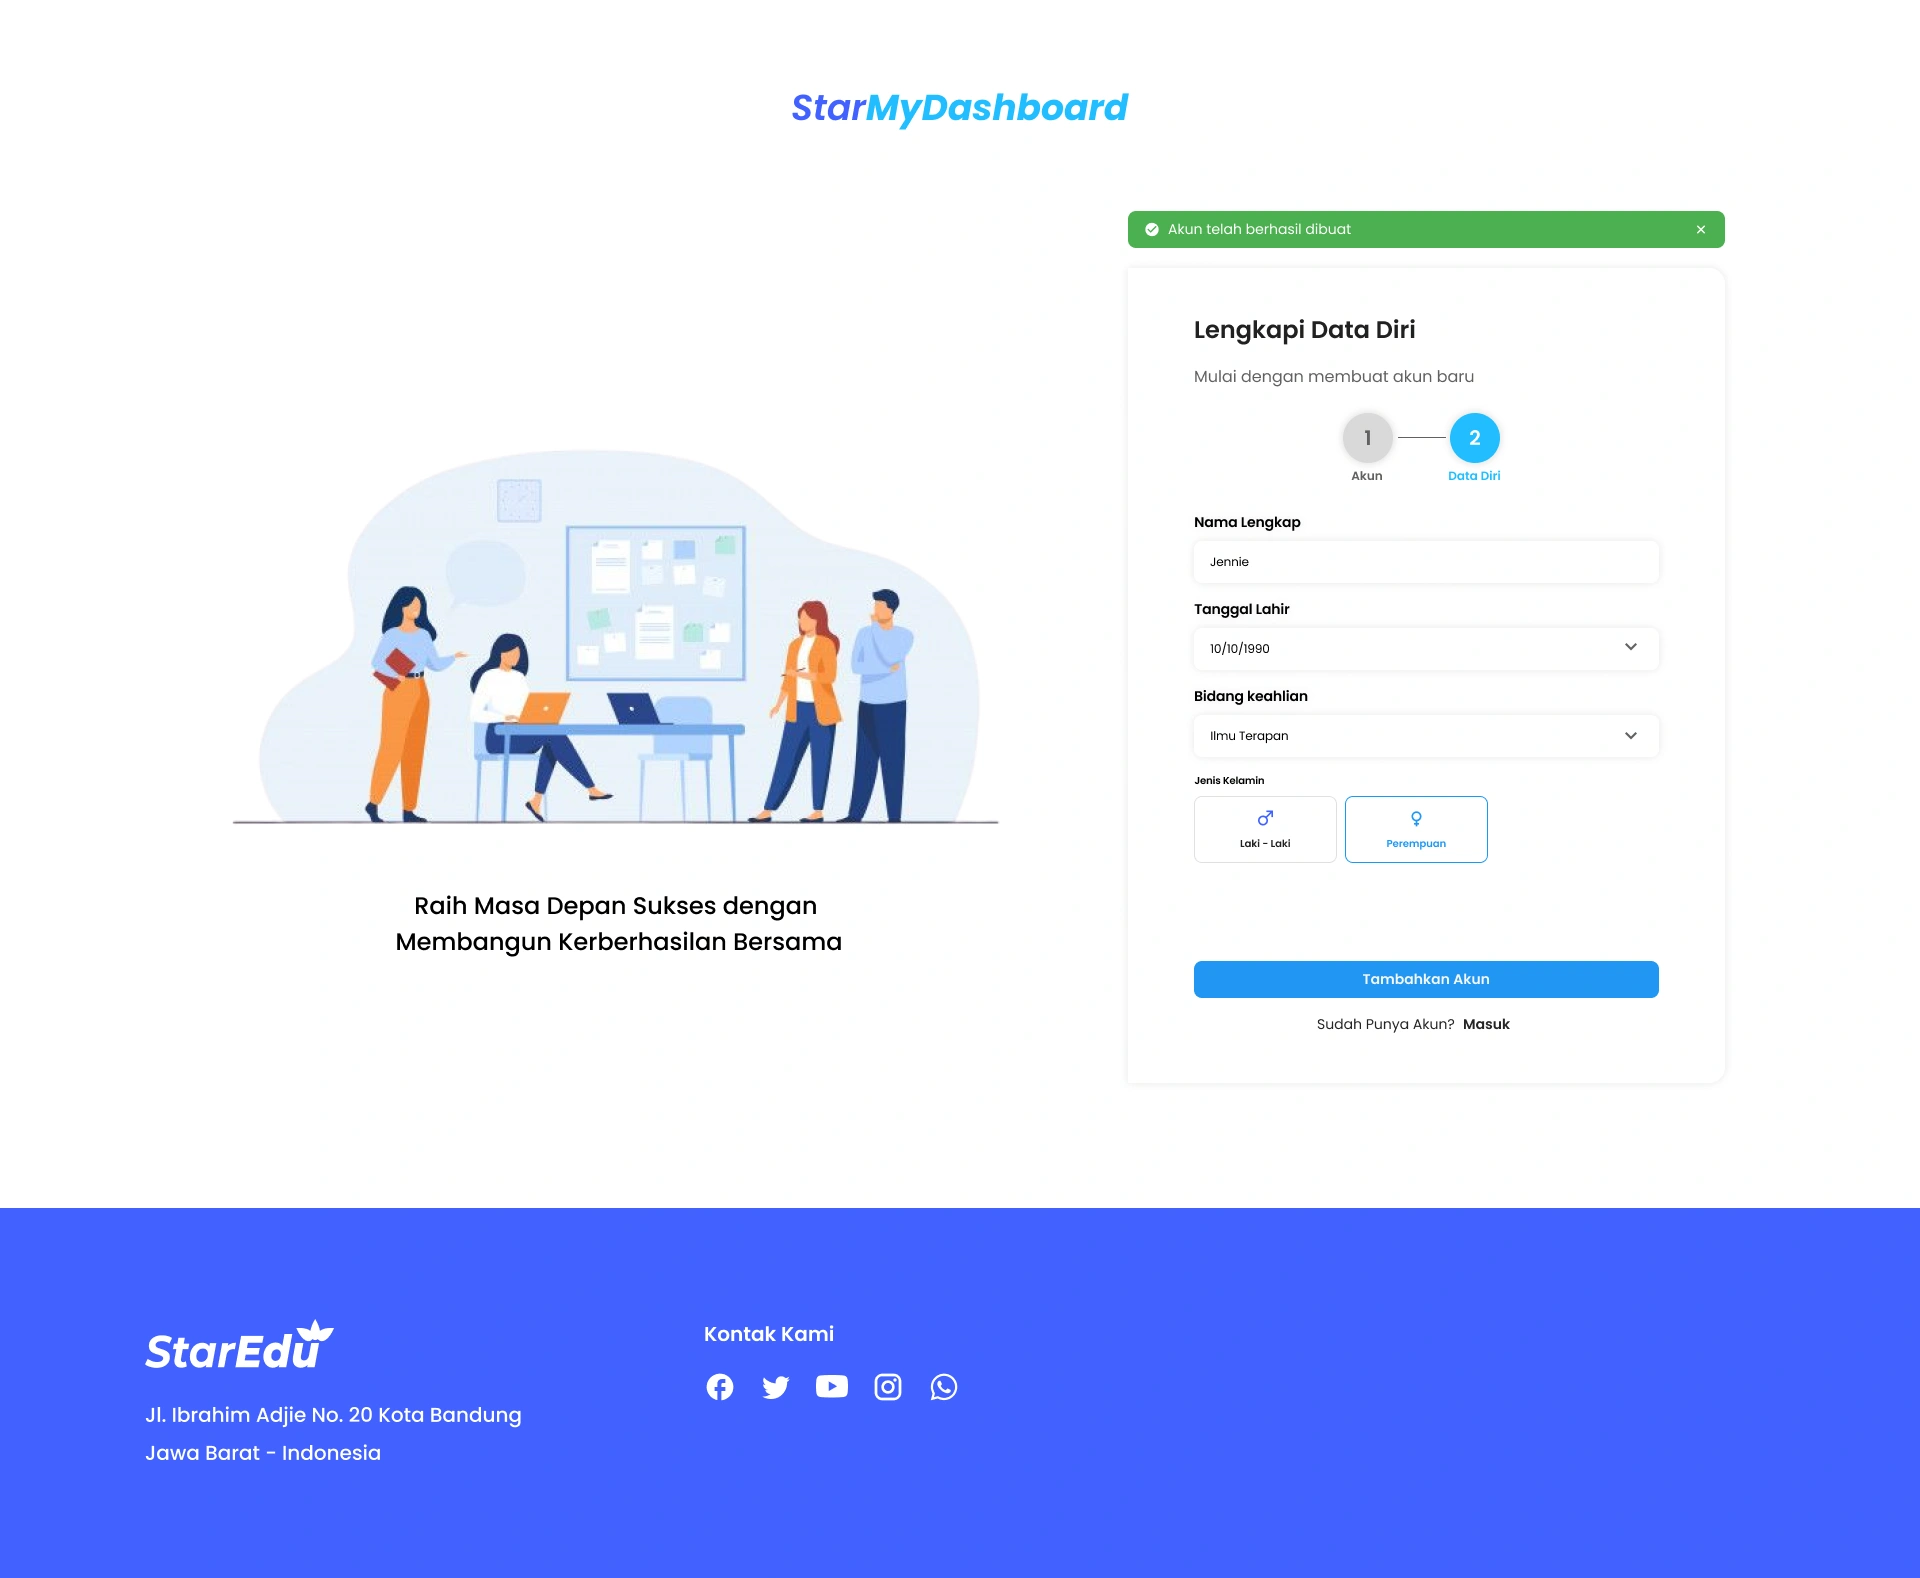 StarMyDashboard
Akun telah berhasil dibuat
Lengkapi Data Diri
Mulai dengan membuat akun baru
1
2
Akun
Data Diri
Nama Lengkap
Jennie
Tanggal Lahir
10/10/1990
Bidang keahlian
Ilmu Terapan
Jenis Kelamin
Laki - Laki
Perempuan
Tambahkan Akun
Sudah Punya Akun? Masuk
Raih Masa Depan Sukses dengan
Membangun Kerberhasilan Bersama
StarEdu
Jl. Ibrahim Adjie No. 20 Kota Bandung
Jawa Barat - Indonesia
Kontak Kami